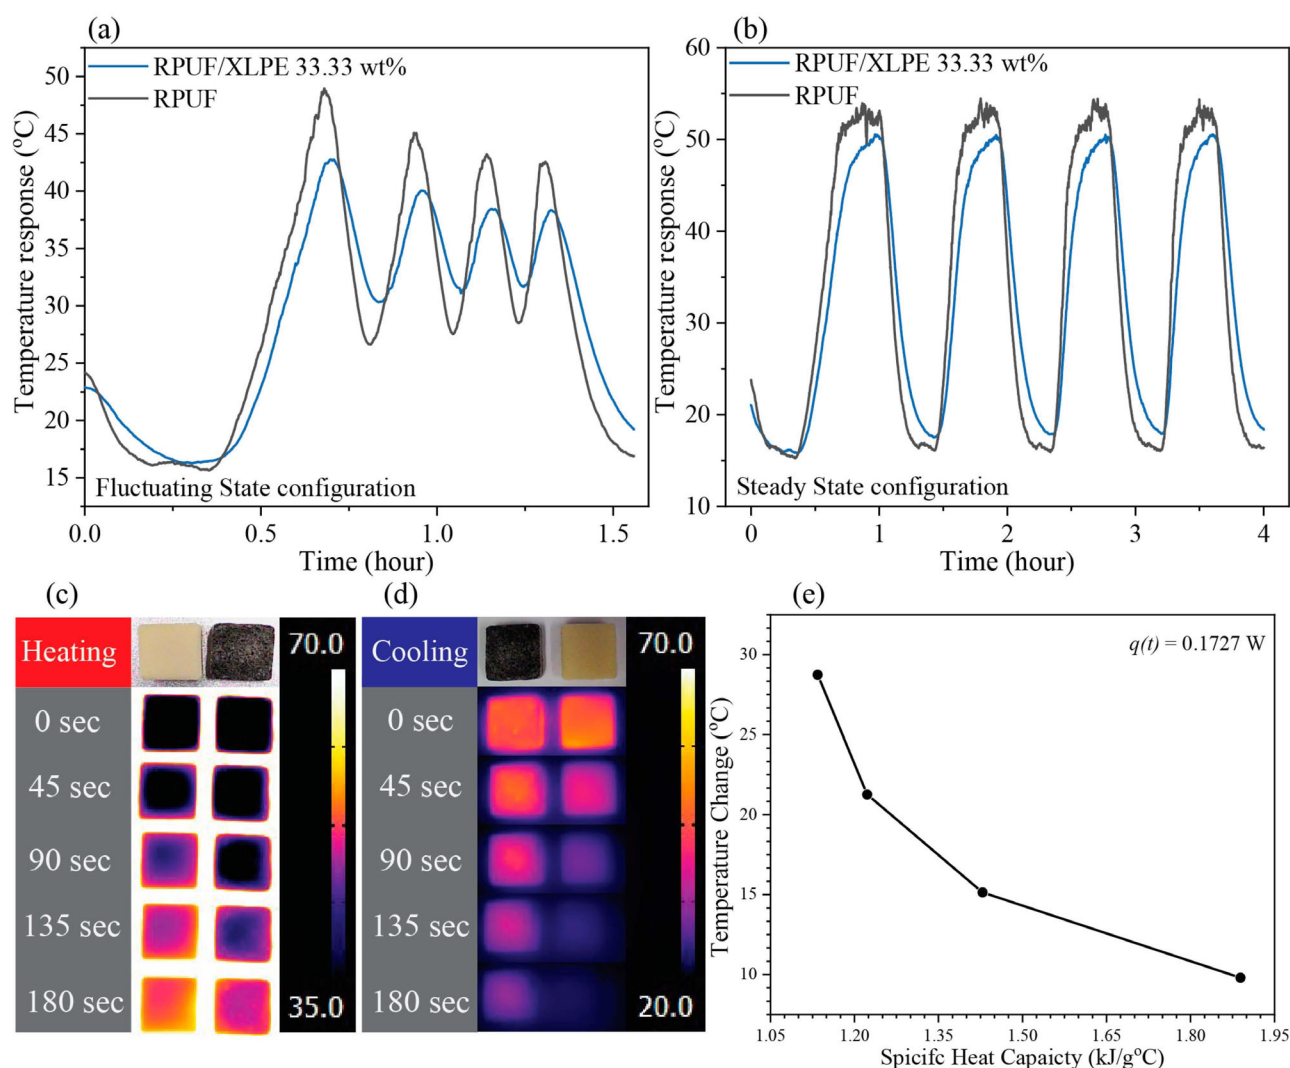 (a)
RPUF/XLPE 33.33 wt%
RPUF
Temperature response (ºC)
50
45
40
35
30
25
20
15
Fluctuating State configuration
0.0
0.5
1.0
1.5
Time (hour)
(b)
RPUF/XLPE 33.33 wt%
RPUF
Temperature response (ºC)
60
50
40
30
20
10
Steady State configuration
0
1
2
3
4
Time (hour)
(c)
Heating
0 sec
45 sec
90 sec
135 sec
180 sec
70.0
35.0
(d)
Cooling
0 sec
45 sec
90 sec
135 sec
180 sec
70.0
20.0
(e)
q(t) = 0.1727 W
Temperature Change (ºC)
30
25
20
15
10
1.05
1.20
1.35
1.50
1.65
1.80
1.95
Spicifc Heat Capaicty (kJ/gºC)